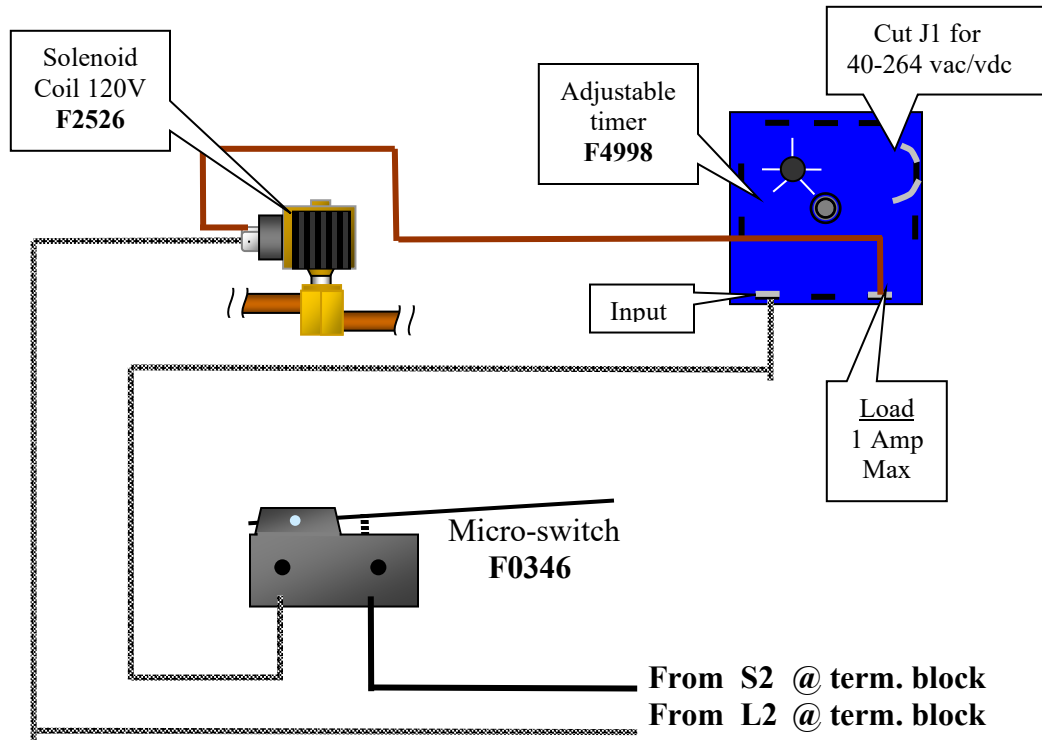 Solenoid
Coil 120V
F2526
Cut J1 for
40-264 vac/vdc
Adjustable
timer
F4998
Input
Load
1 Amp
Max
Micro-switch
F0346
From S2 @ term. block
From L2 @ term. block